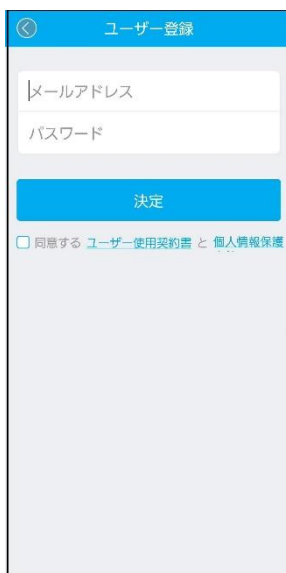 ユーザー登録
メールアドレス
パスワード
決定
同意する ユーザー使用契約書 と 個人情報保護